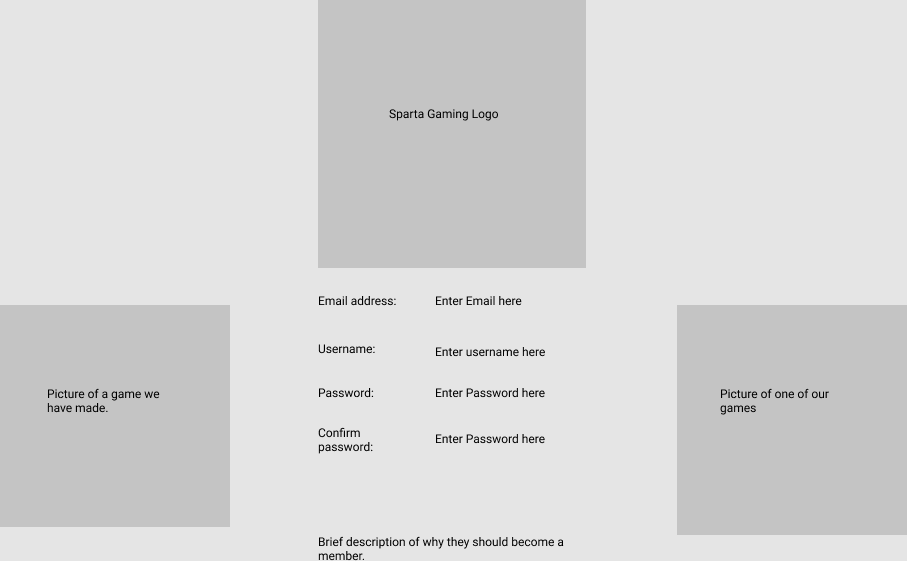 Sparta Gaming Logo
Email address: Enter Email here
Username: Enter username here
Password: Enter Password here
Confirm
password: Enter Password here
Picture of a game we
have made.
Picture of one of our
games
Brief description of why they should become a
member.